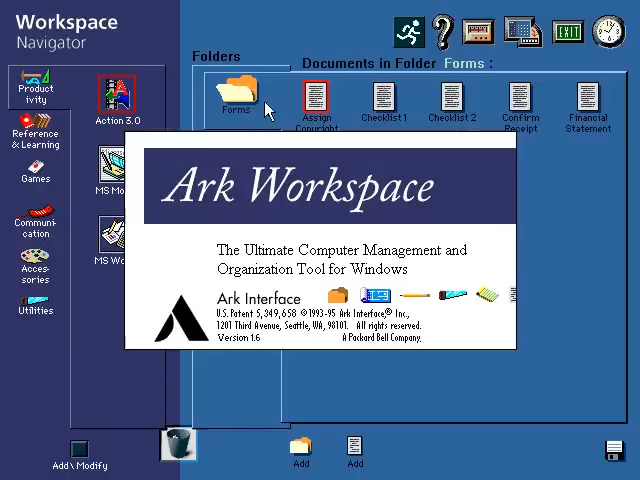 Workspace
Navigator
EXIT
Folders
Documents in Folder Forms :
Product
ivity
Reference
& Learning
Games
Communi-
cation
Acces-
sories
Utilities
Action 3.0
MS Mo
MS Wo
Forms
Assign
Copyright
Checklist 1
Checklist 2
Confirm
Receipt
Financial
Statement
Ark Workspace
The Ultimate Computer Management and
Organization Tool for Windows
Ark Interface
U.S. Patent 5,349,658 ©1993-95 Ark Interface,® Inc.,
1201 Third Avenue, Seattle, WA, 98101. All rights reserved.
Version 1.6 A Packard Bell Company.
Add \ Modify
Add
Add